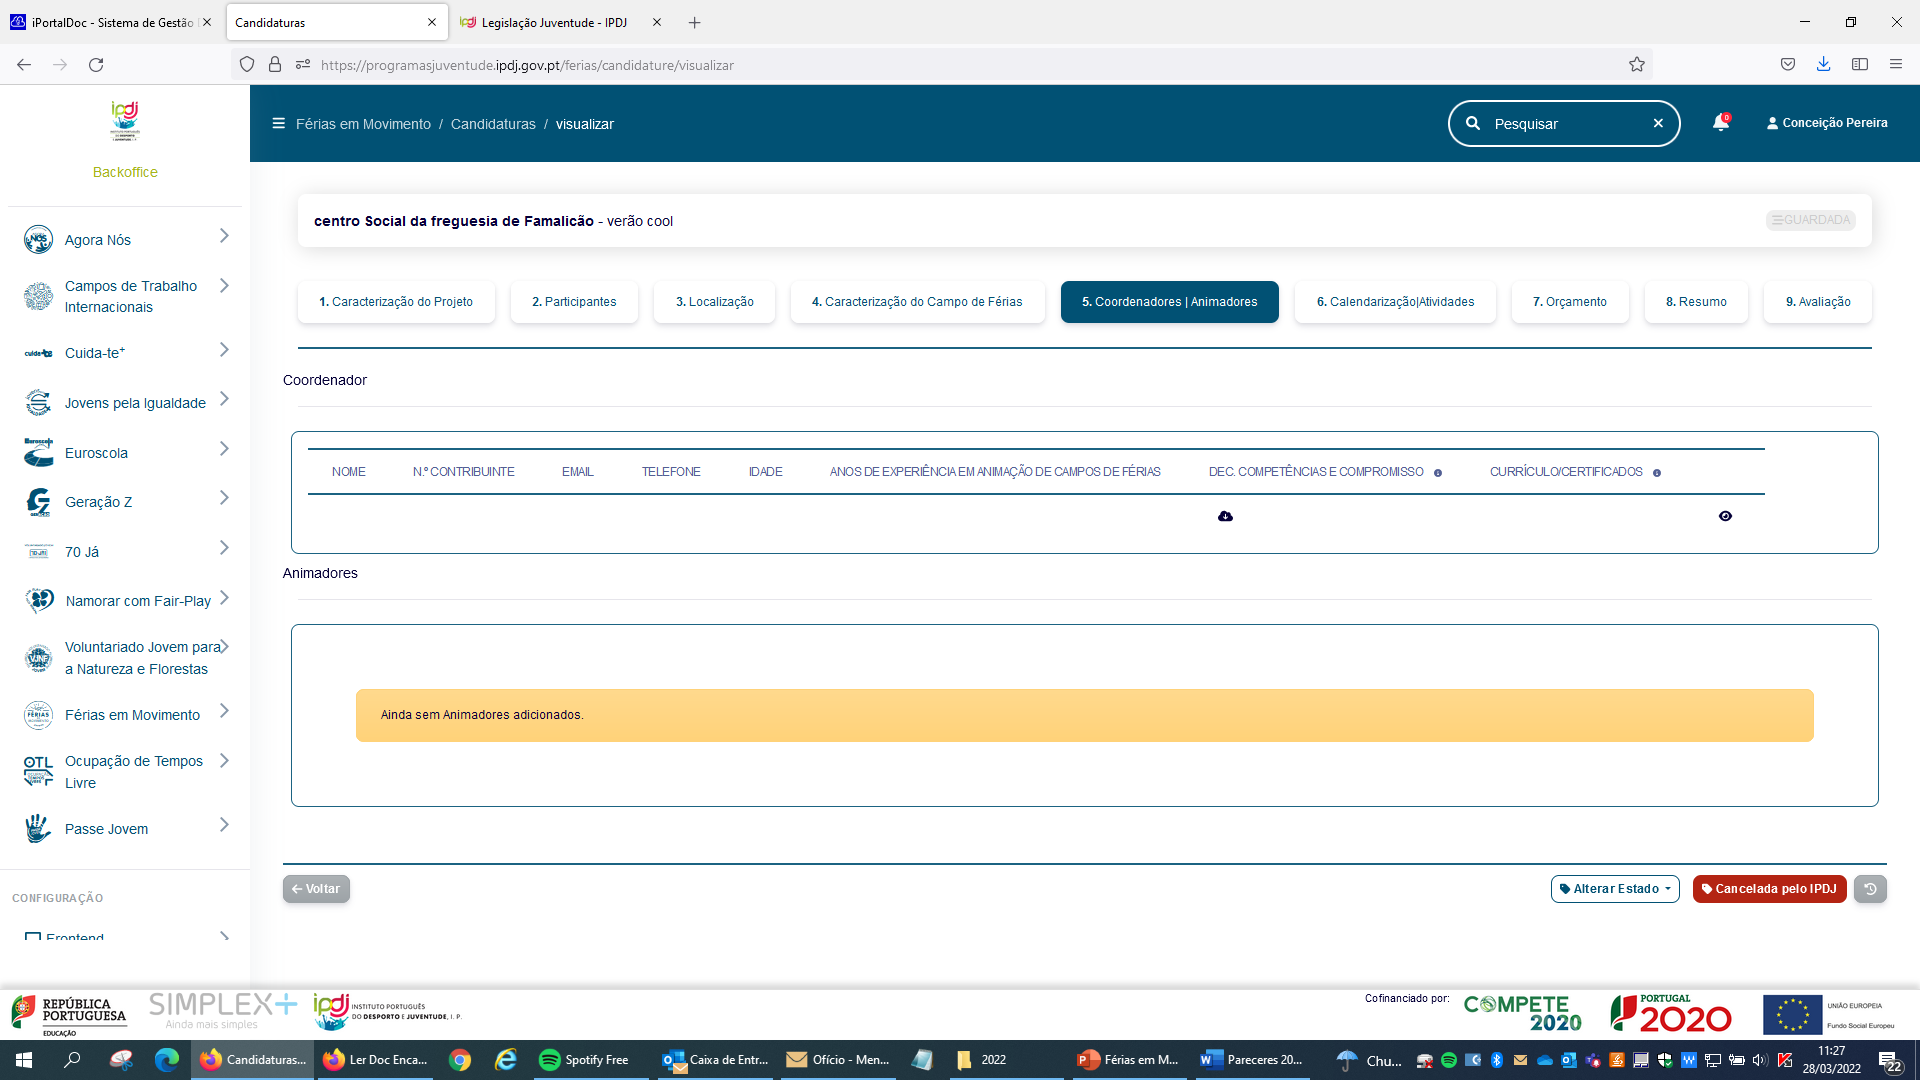 iPortalDoc - Sistema de Gestão
Candidaturas
Legislação Juventude - IPDJ
https://programasjuventude.ipdj.gov.pt/ferias/candidature/visualizar
ipdj
Backoffice
Férias em Movimento / Candidaturas / visualizar
Pesquisar
0
Conceição Pereira
Agora Nós
Campos de Trabalho
Internacionais
Cuida-te+
Jovens pela Igualdade
Euroscola
Geração Z
70 Já
Namorar com Fair-Play
Voluntariado Jovem para
a Natureza e Florestas
Férias em Movimento
Ocupação de Tempos
Livre
Passe Jovem
CONFIGURAÇÃO
Frontend
centro Social da freguesia de Famalicão - verão cool
GUARDADA
1. Caracterização do Projeto
2. Participantes
3. Localização
4. Caracterização do Campo de Férias
5. Coordenadores | Animadores
6. Calendarização|Atividades
7. Orçamento
8. Resumo
9. Avaliação
Coordenador
NOME N.º CONTRIBUINTE EMAIL TELEFONE IDADE ANOS DE EXPERIÊNCIA EM ANIMAÇÃO DE CAMPOS DE FÉRIAS DEC. COMPETÊNCIAS E COMPROMISSO CURRÍCULO/CERTIFICADOS
Animadores
Ainda sem Animadores adicionados.
Voltar
Alterar Estado
Cancelada pelo IPDJ
REPÚBLICA
PORTUGUESA
EDUCAÇÃO
SIMPLEX+
Ainda mais simples
ipdj
INSTITUTO PORTUGUÊS
DO DESPORTO E JUVENTUDE, I. P.
Cofinanciado por:
COMPETE
2020
PORTUGAL
2020
UNIÃO EUROPEIA
Fundo Social Europeu
Candidaturas...
Ler Doc Enca...
Spotify Free
Caixa de Entr...
Ofício - Men...
2022
Férias em M...
Pareceres 20...
Chu...
11:27
28/03/2022
22